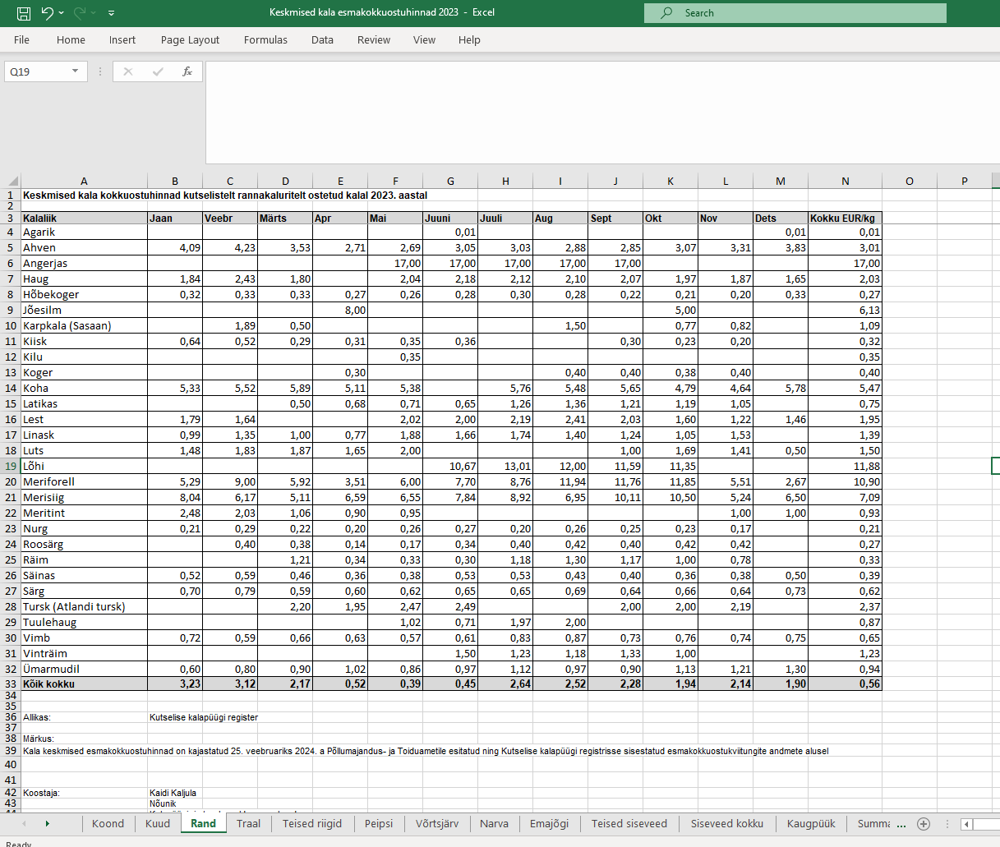 Keskmised kala esmakokkuostuhinnad 2023 - Excel Search
File Home Insert Page Layout Formulas Data Review View Help
Q19 fx
A B C D E F G H I J K L M N O P
1 Keskmised kala kokkuostuhinnad kutselistelt rannakaluritelt ostetud kalal 2023. aastal
2
3 Kalaliik Jaan Veebr Märts Apr Mai Juuni Juuli Aug Sept Okt Nov Dets Kokku EUR/kg
4 Agarik 0,01 0,01 0,01
5 Ahven 4,09 4,23 3,53 2,71 2,69 3,05 3,03 2,88 2,85 3,07 3,31 3,83 3,01
6 Angerjas 17,00 17,00 17,00 17,00 17,00 17,00
7 Haug 1,84 2,43 1,80 2,04 2,18 2,12 2,10 2,07 1,97 1,87 1,65 2,03
8 Hõbekoger 0,32 0,33 0,33 0,27 0,26 0,28 0,30 0,28 0,22 0,21 0,20 0,33 0,27
9 Jõesilm 8,00 5,00 6,13
10 Karpkala (Sasaan) 1,89 0,50 1,50 0,77 0,82 1,09
11 Kiisk 0,64 0,52 0,29 0,31 0,35 0,36 0,30 0,23 0,20 0,32
12 Kilu 0,35 0,35
13 Koger 0,30 0,40 0,40 0,38 0,40 0,40
14 Koha 5,33 5,52 5,89 5,11 5,38 5,76 5,48 5,65 4,79 4,64 5,78 5,47
15 Latikas 0,50 0,68 0,71 0,65 1,26 1,36 1,21 1,19 1,05 0,75
16 Lest 1,79 1,64 2,02 2,00 2,19 2,41 2,03 1,60 1,22 1,46 1,95
17 Linask 0,99 1,35 1,00 0,77 1,88 1,66 1,74 1,40 1,24 1,05 1,53 1,39
18 Luts 1,48 1,83 1,87 1,65 2,00 1,00 1,69 1,41 0,50 1,50
19 Lõhi 10,67 13,01 12,00 11,59 11,35 11,88
20 Meriforell 5,29 9,00 5,92 3,51 6,00 7,70 8,76 11,94 11,76 11,85 5,51 2,67 10,90
21 Merisiig 8,04 6,17 5,11 6,59 6,55 7,84 8,92 6,95 10,11 10,50 5,24 6,50 7,09
22 Meritint 2,48 2,03 1,06 0,90 0,95 1,00 1,00 0,93
23 Nurg 0,21 0,29 0,22 0,20 0,26 0,27 0,20 0,26 0,25 0,23 0,17 0,21
24 Roosärg 0,40 0,38 0,14 0,17 0,34 0,40 0,42 0,40 0,42 0,42 0,27
25 Räim 1,21 0,34 0,33 0,30 1,18 1,30 1,17 1,00 0,78 0,33
26 Säinas 0,52 0,59 0,46 0,36 0,38 0,53 0,53 0,43 0,40 0,36 0,38 0,50 0,39
27 Särg 0,70 0,79 0,59 0,60 0,62 0,65 0,65 0,69 0,64 0,66 0,64 0,73 0,62
28 Tursk (Atlandi tursk) 2,20 1,95 2,47 2,49 2,00 2,00 2,19 2,37
29 Tuulehaug 1,02 0,71 1,97 2,00 0,87
30 Vimb 0,72 0,59 0,66 0,63 0,57 0,61 0,83 0,87 0,73 0,76 0,74 0,75 0,65
31 Vinträim 1,50 1,23 1,18 1,33 1,00 1,23
32 Ümarmudil 0,60 0,80 0,90 1,02 0,86 0,97 1,12 0,97 0,90 1,13 1,21 1,30 0,94
33 Kõik kokku 3,23 3,12 2,17 0,52 0,39 0,45 2,64 2,52 2,28 1,94 2,14 1,90 0,56
34
35
36 Allikas: Kutselise kalapüügi register
37
38 Märkus:
39 Kala keskmised esmakokkuostuhinnad on kajastatud 25. veebruariks 2024. a Põllumajandus- ja Toiduametile esitatud ning Kutselise kalapüügi registrisse sisestatud esmakokkuostukviitungite andmete alusel
40
41
42 Koostaja: Kaidi Kaljula
43 Nõunik
44
Koond Kuud Rand Traal Teised riigid Peipsi Võrtsjärv Narva Emajõgi Teised siseveed Siseveed kokku Kaugpüük Summa ...
Ready